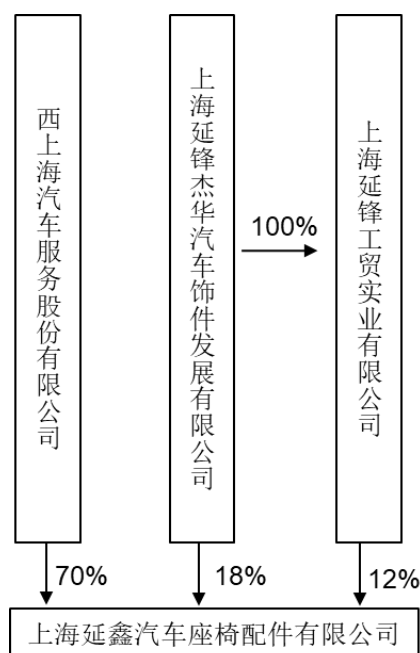 西上海汽车服务股份有限公司
上海延锋杰华汽车饰件发展有限公司
100%
上海延锋工贸实业有限公司
70%
18%
12%
上海延鑫汽车座椅配件有限公司